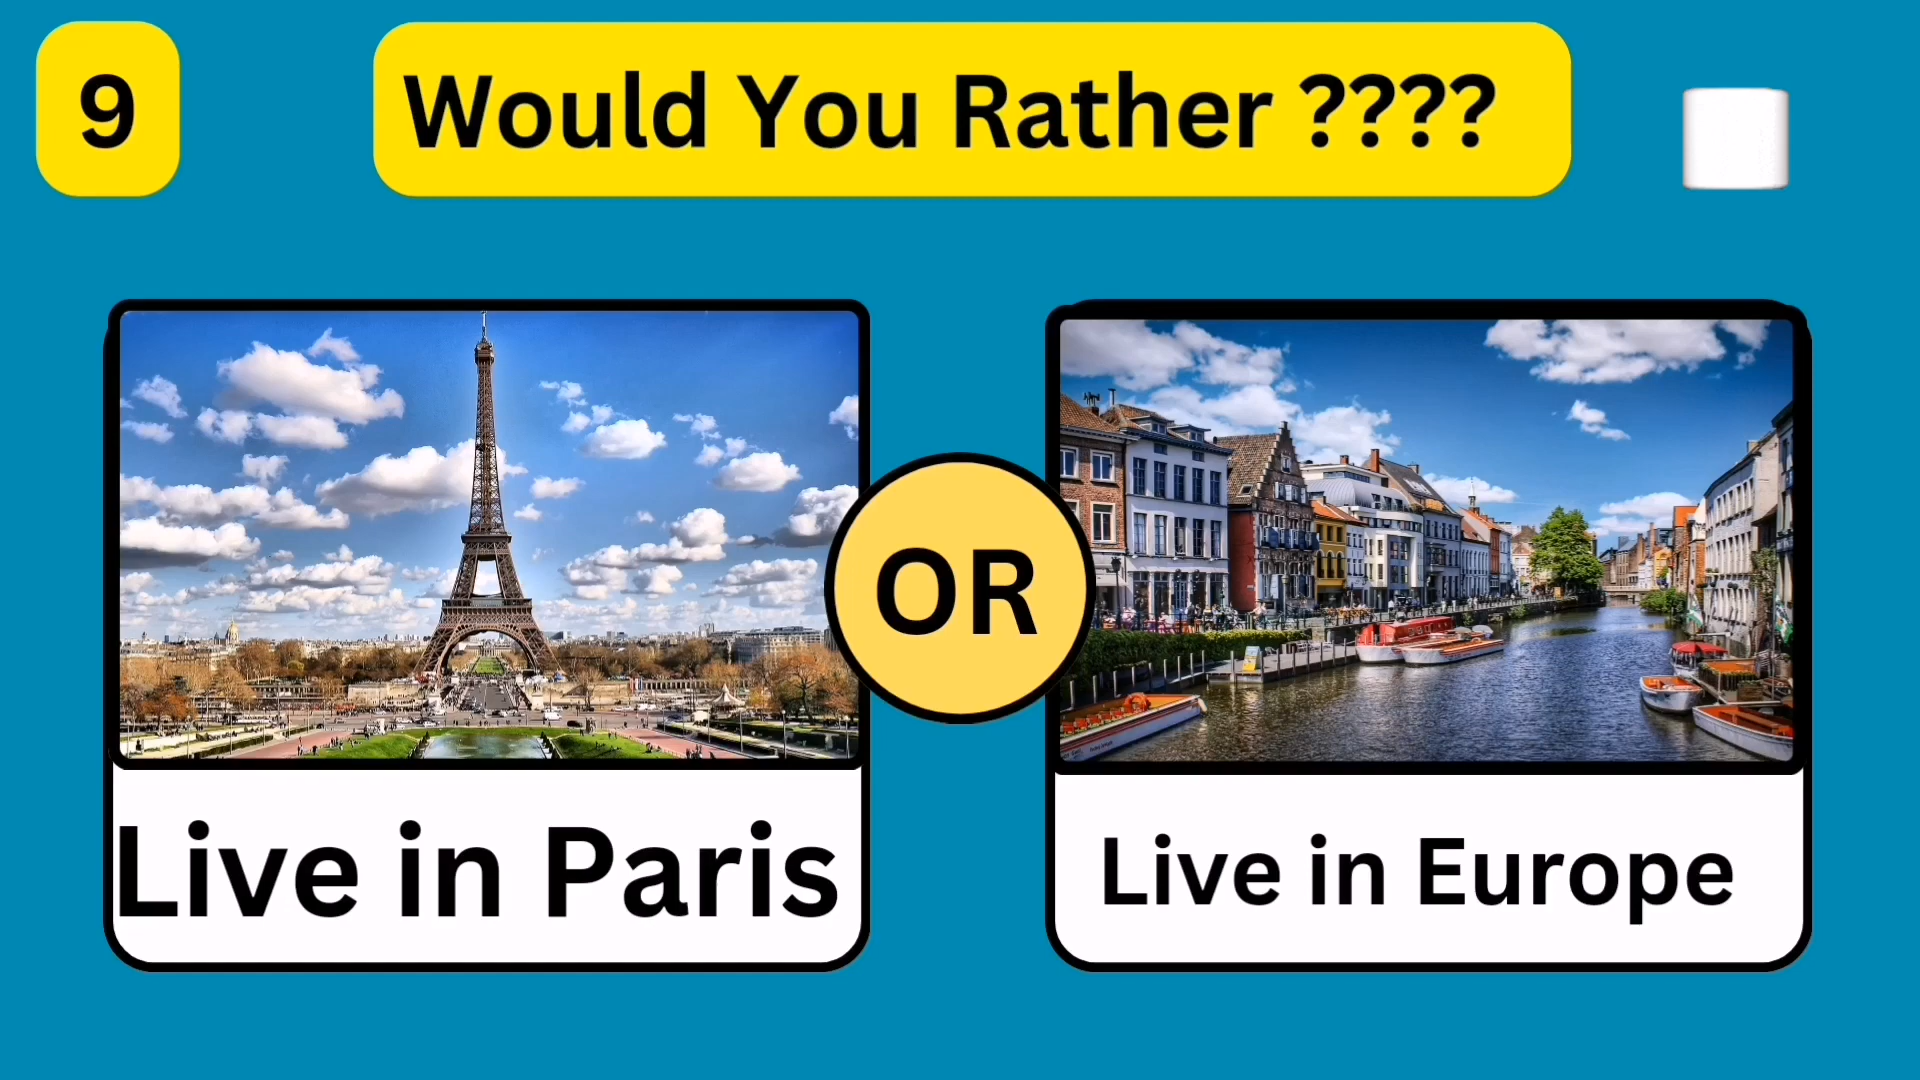 9
Would You Rather ????
OR
Live in Paris
Live in Europe